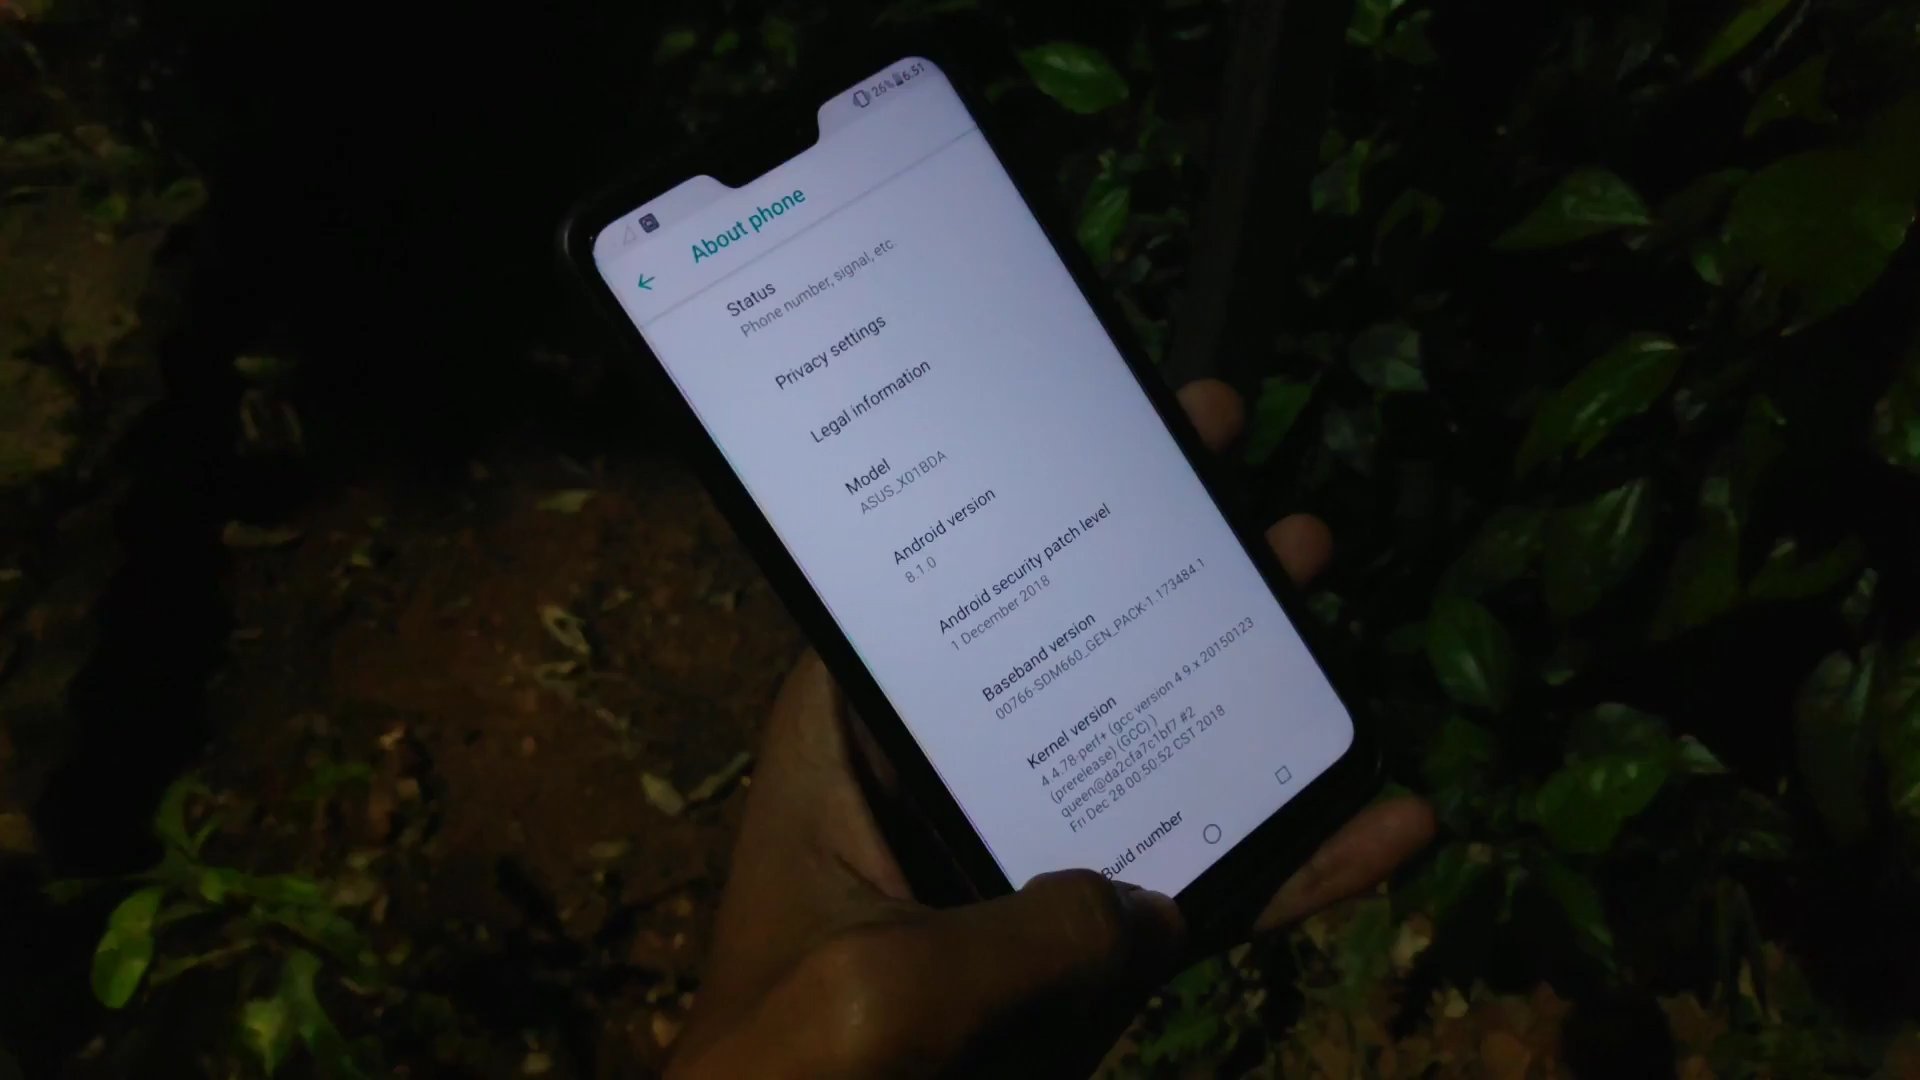 26% 6.51
About phone
Status
Phone number, signal, etc.
Privacy settings
Legal information
Model
ASUS_X01BDA
Android version
8.1.0
Android security patch level
1 December 2018
Baseband version
00766-SDM660_GEN_PACK-1.173484.1
Kernel version
4.4.78-perf+ (gcc version 4.9.x 20150123
(prerelease) (GCC) )
queen@da2cfa7c1bf7 #2
Fri Dec 28 00:50:52 CST 2018
Build number